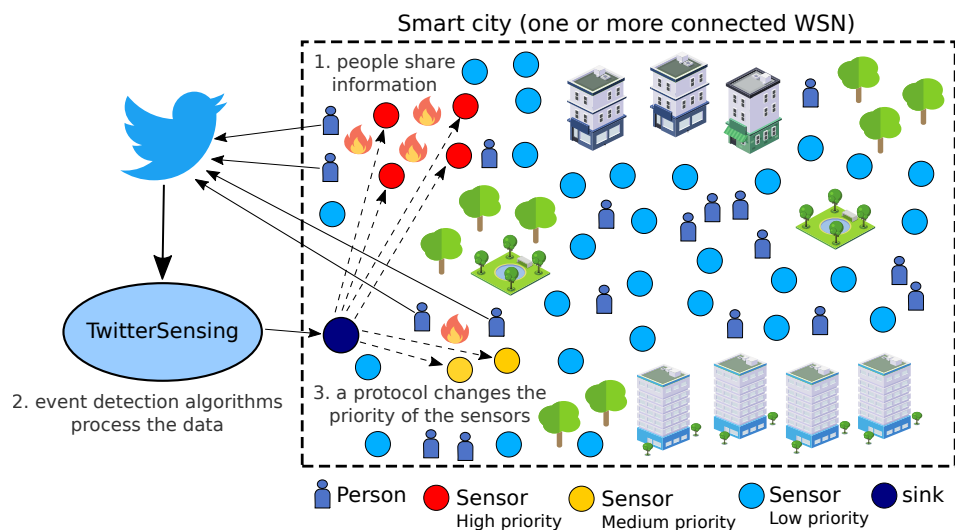 Smart city (one or more connected WSN)
1. people share
information
TwitterSensing
2. event detection algorithms
process the data
3. a protocol changes the
priority of the sensors
Person
Sensor
High priority
Sensor
Medium priority
Sensor
Low priority
sink